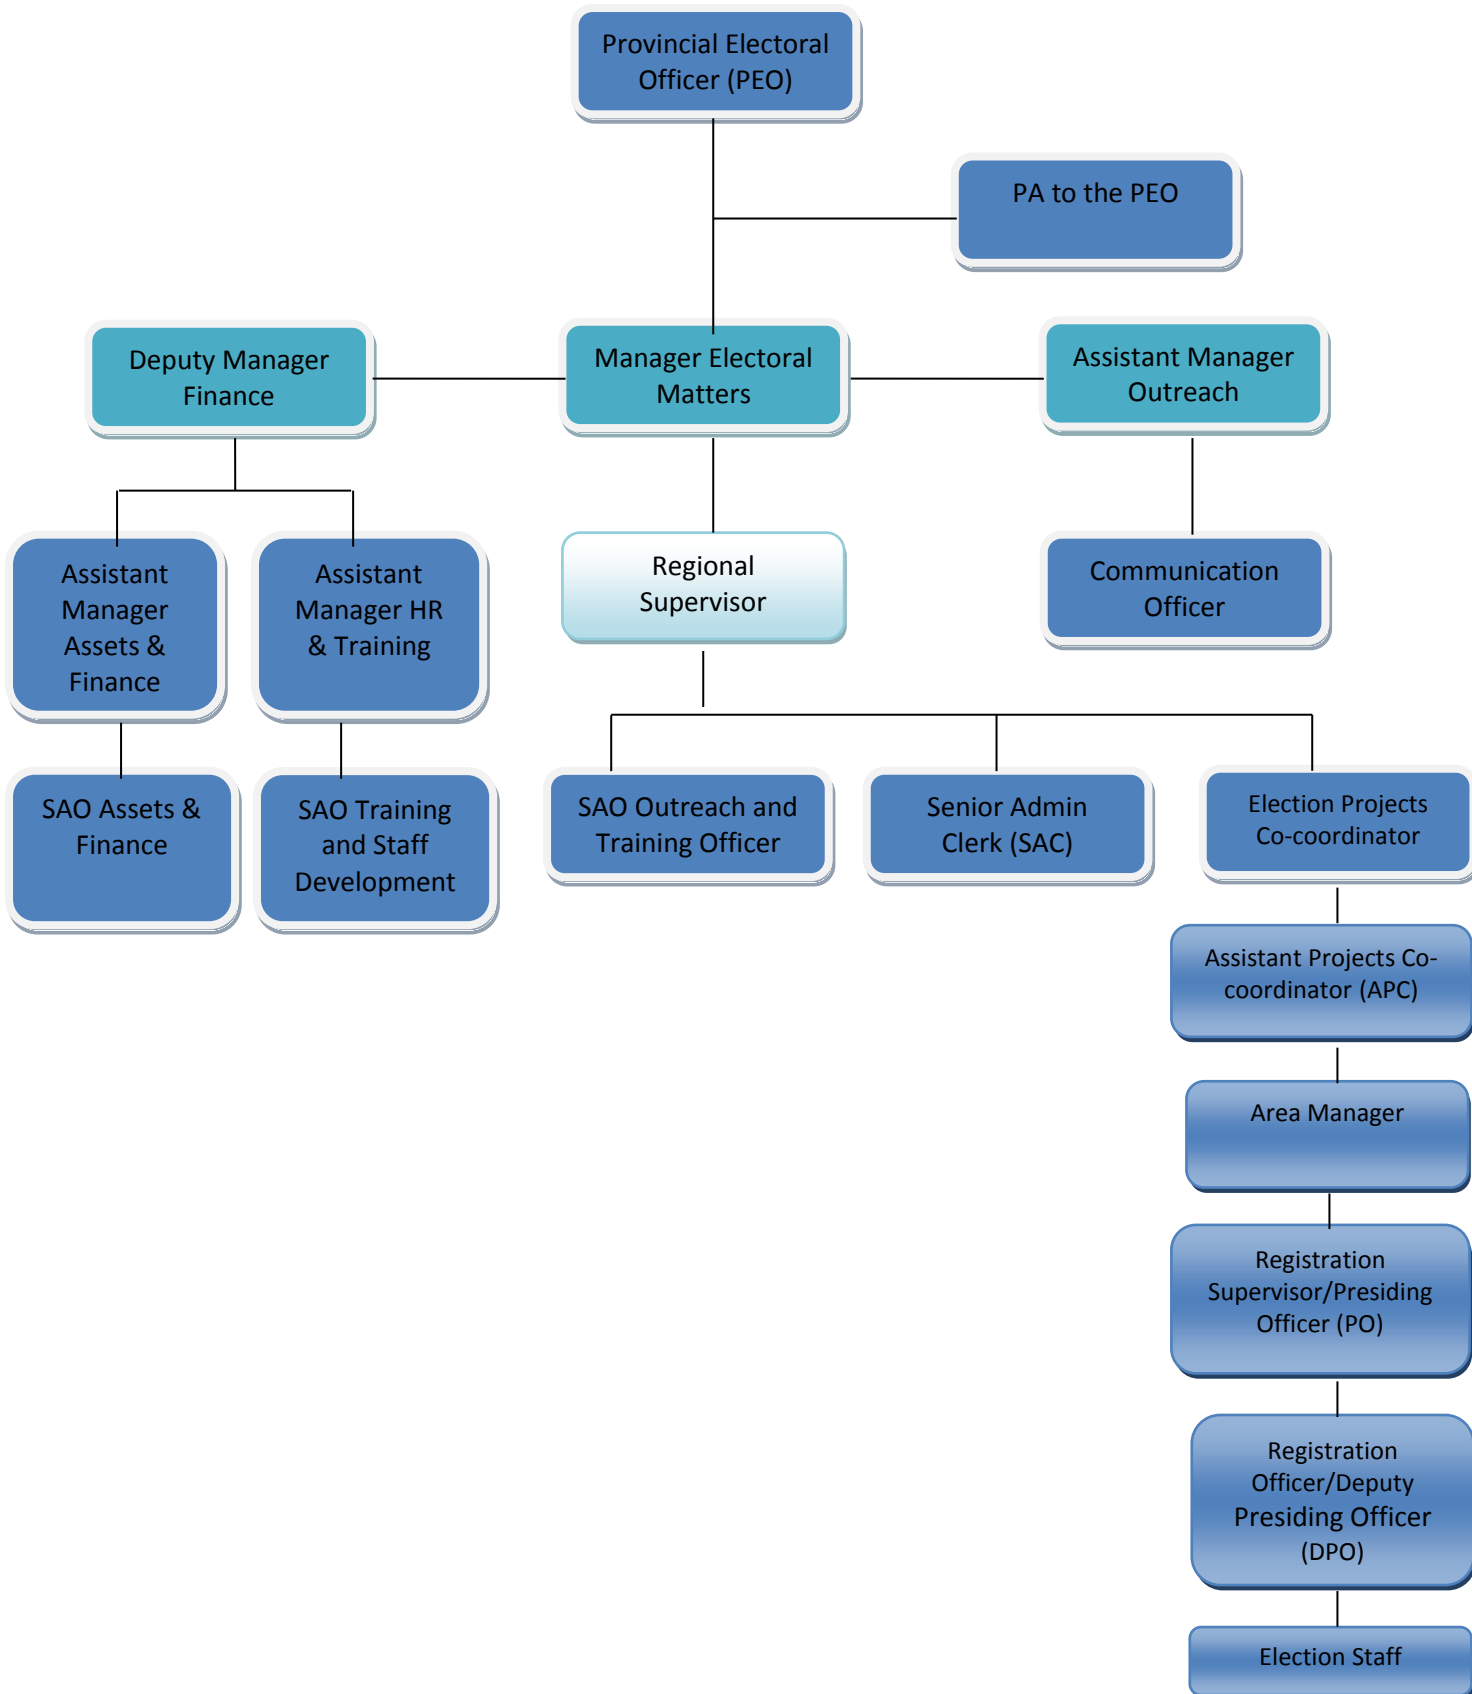 Provincial Electoral
Officer (PEO)
PA to the PEO
Deputy Manager
Finance
Manager Electoral
Matters
Assistant Manager
Outreach
Assistant
Manager
Assets &
Finance
Assistant
Manager HR
& Training
Regional
Supervisor
Communication
Officer
SAO Assets &
Finance
SAO Training
and Staff
Development
SAO Outreach and
Training Officer
Senior Admin
Clerk (SAC)
Election Projects
Co-coordinator
Assistant Projects Co-
coordinator (APC)
Area Manager
Registration
Supervisor/Presiding
Officer (PO)
Registration
Officer/Deputy
Presiding Officer
(DPO)
Election Staff